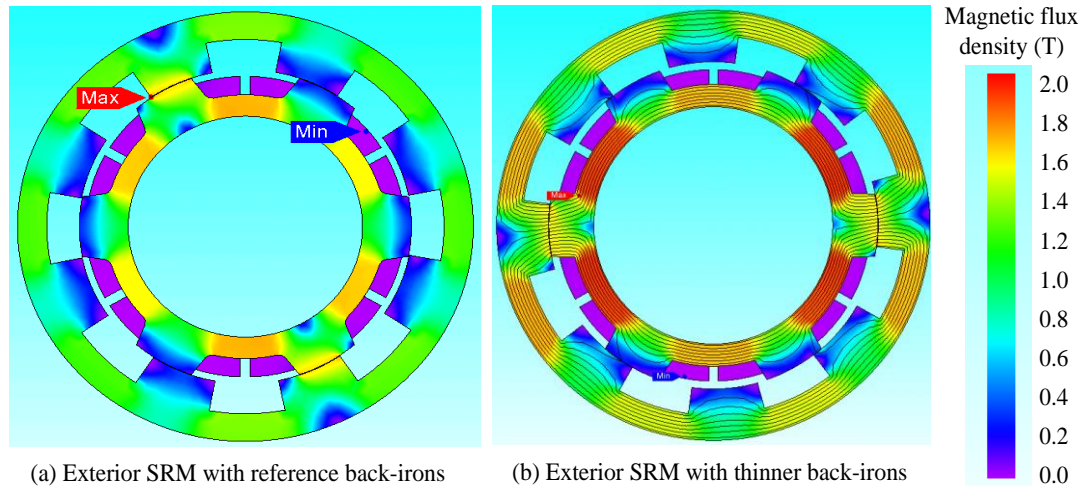 Magnetic flux
density (T)
Max
Min
2.0
1.8
1.6
1.4
1.2
1.0
0.8
0.6
0.4
0.2
0.0
Max
Min
(a) Exterior SRM with reference back-irons
(b) Exterior SRM with thinner back-irons